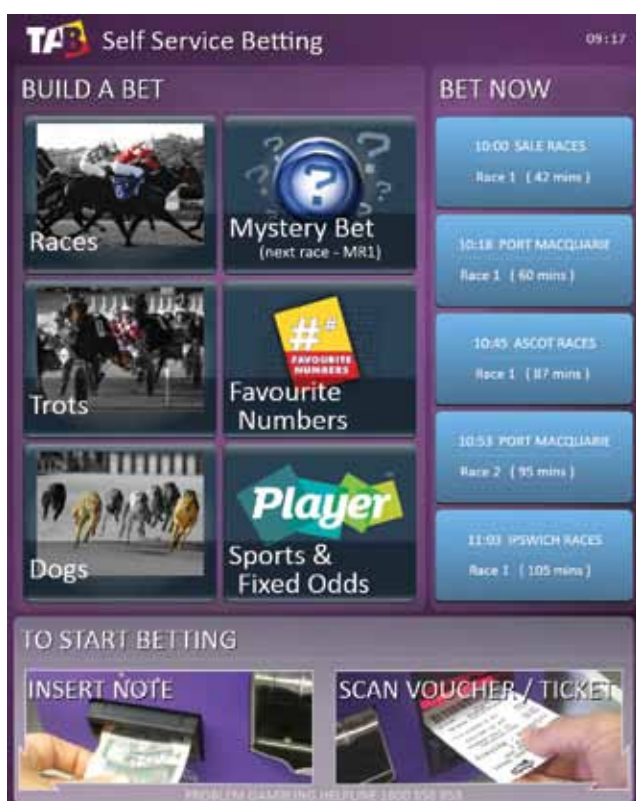 TAB Self Service Betting
09:17
BUILD A BET
Races
Mystery Bet
(next race - MR1)
Trots
#
#
FAVOURITE
NUMBERS
Favourite
Numbers
Dogs
Player
Sports &
Fixed Odds
BET NOW
10:00 SALE RACES
Race 1 ( 42 mins )
10:18 PORT MACQUARIE
Race 1 ( 60 mins )
10:45 ASCOT RACES
Race 1 ( 87 mins )
10:53 PORT MACQUARIE
Race 2 ( 95 mins )
11:03 IPSWICH RACES
Race 1 ( 105 mins )
TO START BETTING
INSERT NOTE
SCAN VOUCHER / TICKET
PROBLEM GAMBLING HELPLINE 1800 858 858